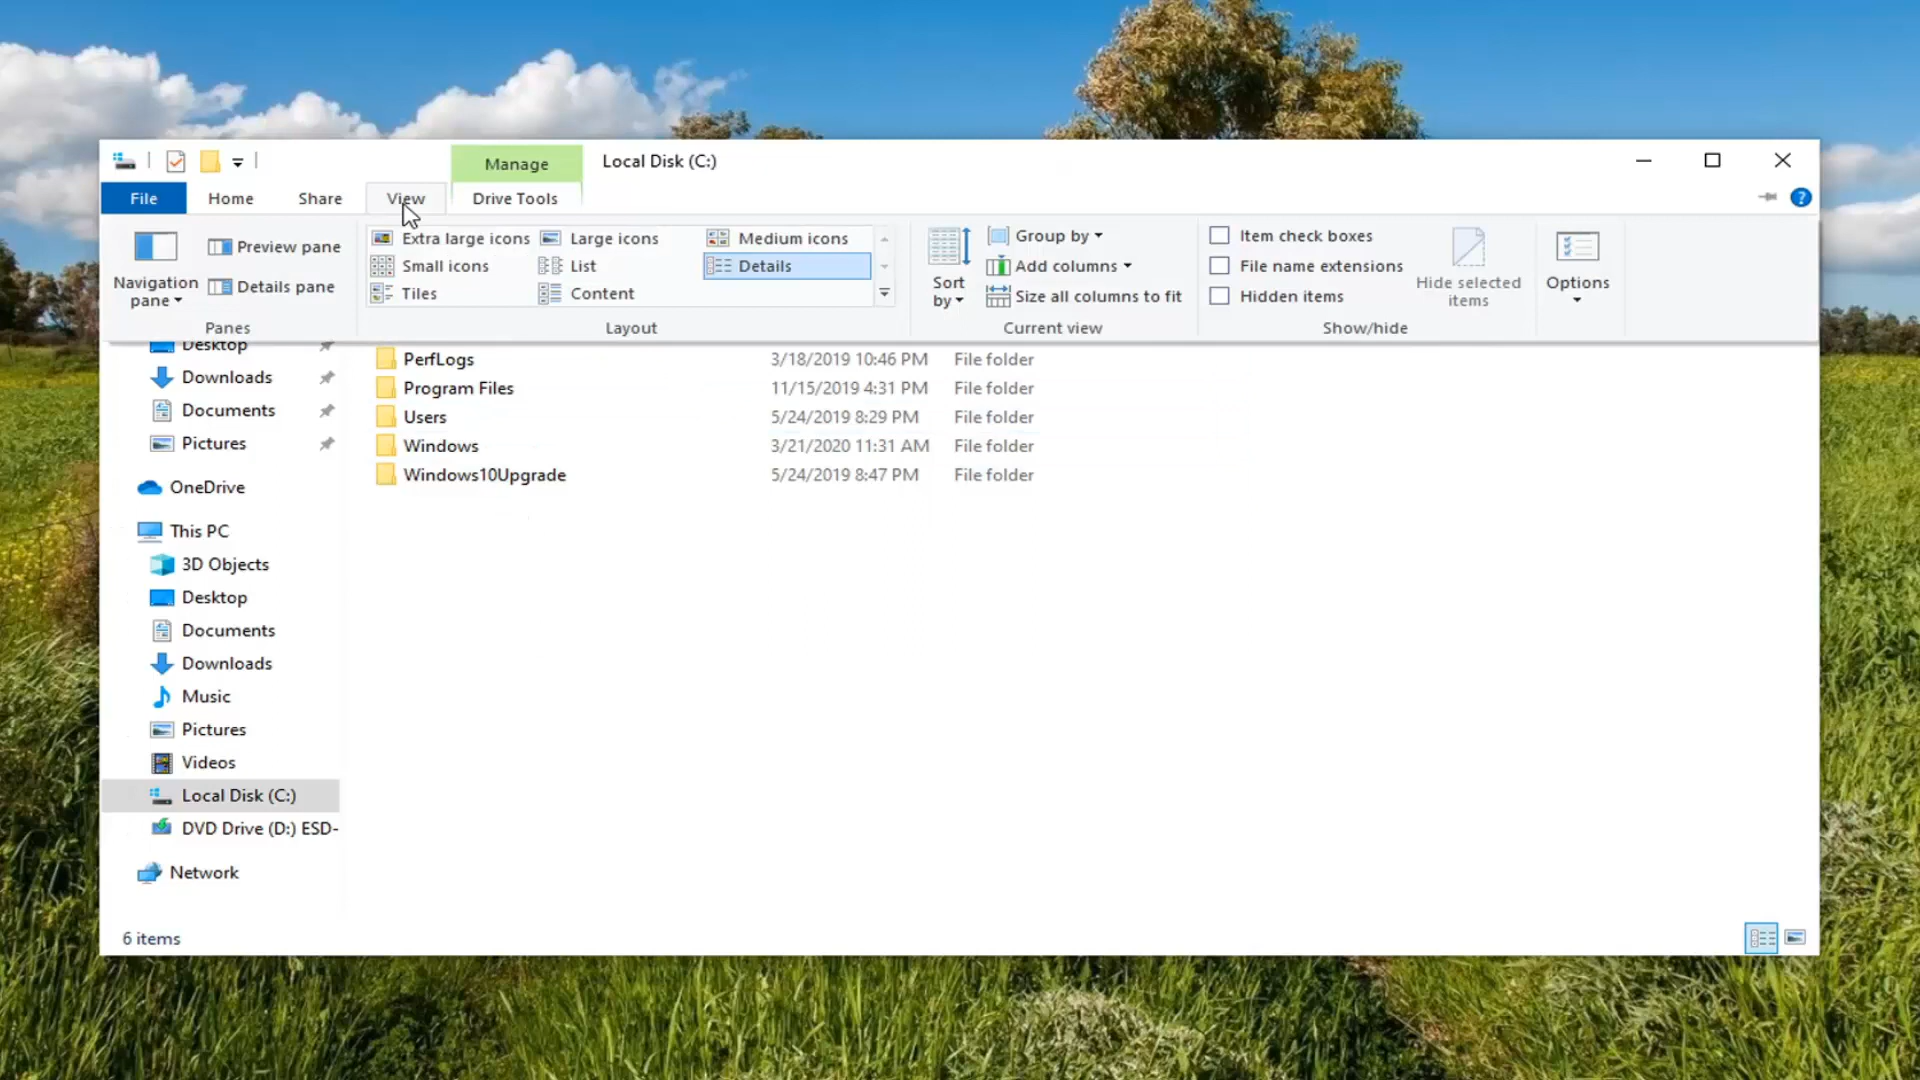 Manage
Local Disk (C:)
File
Home
Share
View
Drive Tools
Navigation pane
Preview pane
Details pane
Panes
Extra large icons
Large icons
Medium icons
Small icons
List
Details
Tiles
Content
Layout
Sort by
Group by
Add columns
Size all columns to fit
Current view
Item check boxes
File name extensions
Hidden items
Hide selected items
Show/hide
Options
Desktop
Downloads
Documents
Pictures
OneDrive
This PC
3D Objects
Desktop
Documents
Downloads
Music
Pictures
Videos
Local Disk (C:)
DVD Drive (D:) ESD-
Network
PerfLogs 3/18/2019 10:46 PM File folder
Program Files 11/15/2019 4:31 PM File folder
Users 5/24/2019 8:29 PM File folder
Windows 3/21/2020 11:31 AM File folder
Windows10Upgrade 5/24/2019 8:47 PM File folder
6 items